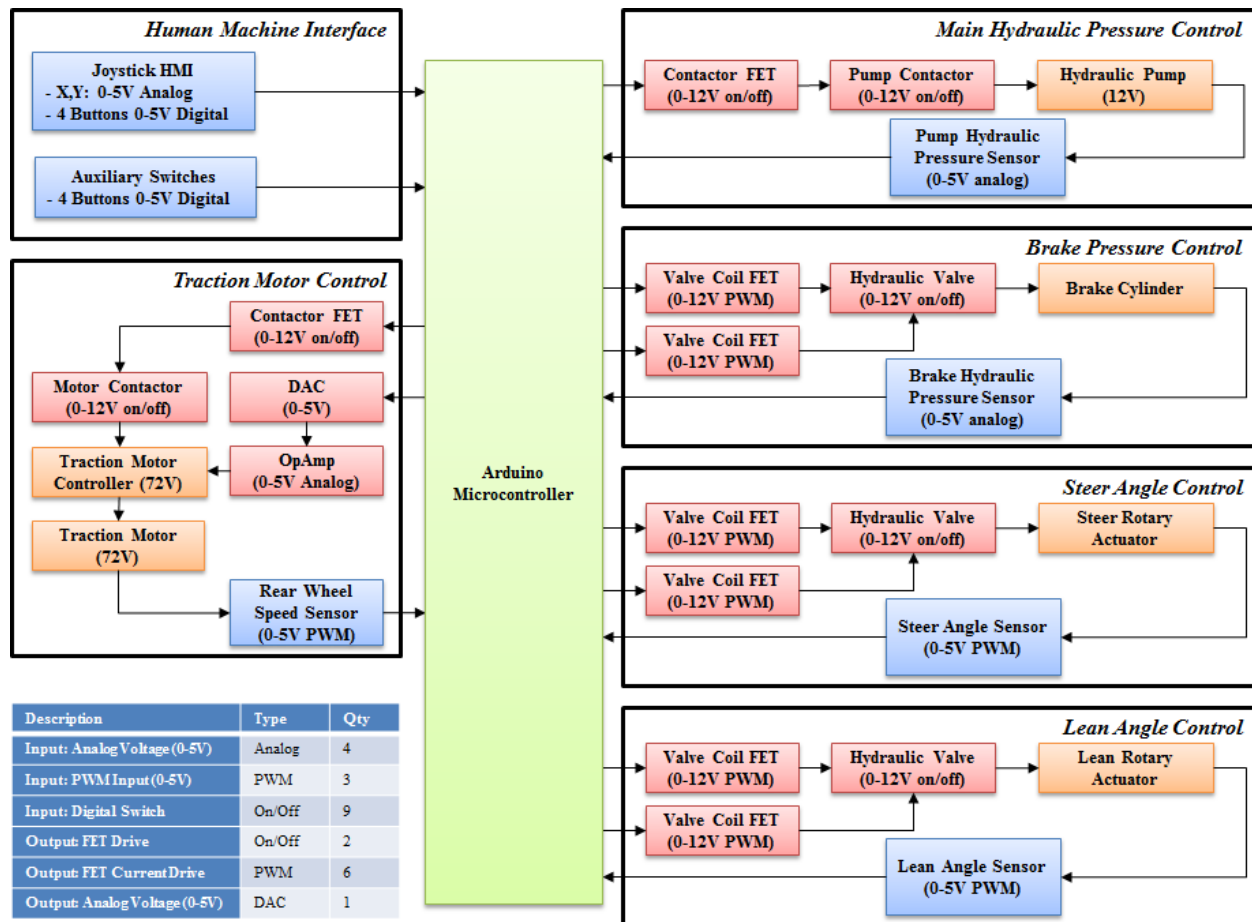 Human Machine Interface
Joystick HMI
- X,Y: 0-5V Analog
- 4 Buttons 0-5V Digital
Auxiliary Switches
- 4 Buttons 0-5V Digital
Traction Motor Control
Contactor FET
(0-12V on/off)
Motor Contactor
(0-12V on/off)
DAC
(0-5V)
Traction Motor
Controller (72V)
OpAmp
(0-5V Analog)
Traction Motor
(72V)
Rear Wheel
Speed Sensor
(0-5V PWM)
Arduino
Microcontroller
Main Hydraulic Pressure Control
Contactor FET
(0-12V on/off)
Pump Contactor
(0-12V on/off)
Hydraulic Pump
(12V)
Pump Hydraulic
Pressure Sensor
(0-5V analog)
Brake Pressure Control
Valve Coil FET
(0-12V PWM)
Hydraulic Valve
(0-12V on/off)
Brake Cylinder
Valve Coil FET
(0-12V PWM)
Brake Hydraulic
Pressure Sensor
(0-5V analog)
Steer Angle Control
Valve Coil FET
(0-12V PWM)
Hydraulic Valve
(0-12V on/off)
Steer Rotary
Actuator
Valve Coil FET
(0-12V PWM)
Steer Angle Sensor
(0-5V PWM)
Lean Angle Control
Valve Coil FET
(0-12V PWM)
Hydraulic Valve
(0-12V on/off)
Lean Rotary
Actuator
Valve Coil FET
(0-12V PWM)
Lean Angle Sensor
(0-5V PWM)
Description Type Qty
Input: Analog Voltage (0-5V) Analog 4
Input: PWM Input (0-5V) PWM 3
Input: Digital Switch On/Off 9
Output: FET Drive On/Off 2
Output: FET Current Drive PWM 6
Output: Analog Voltage (0-5V) DAC 1